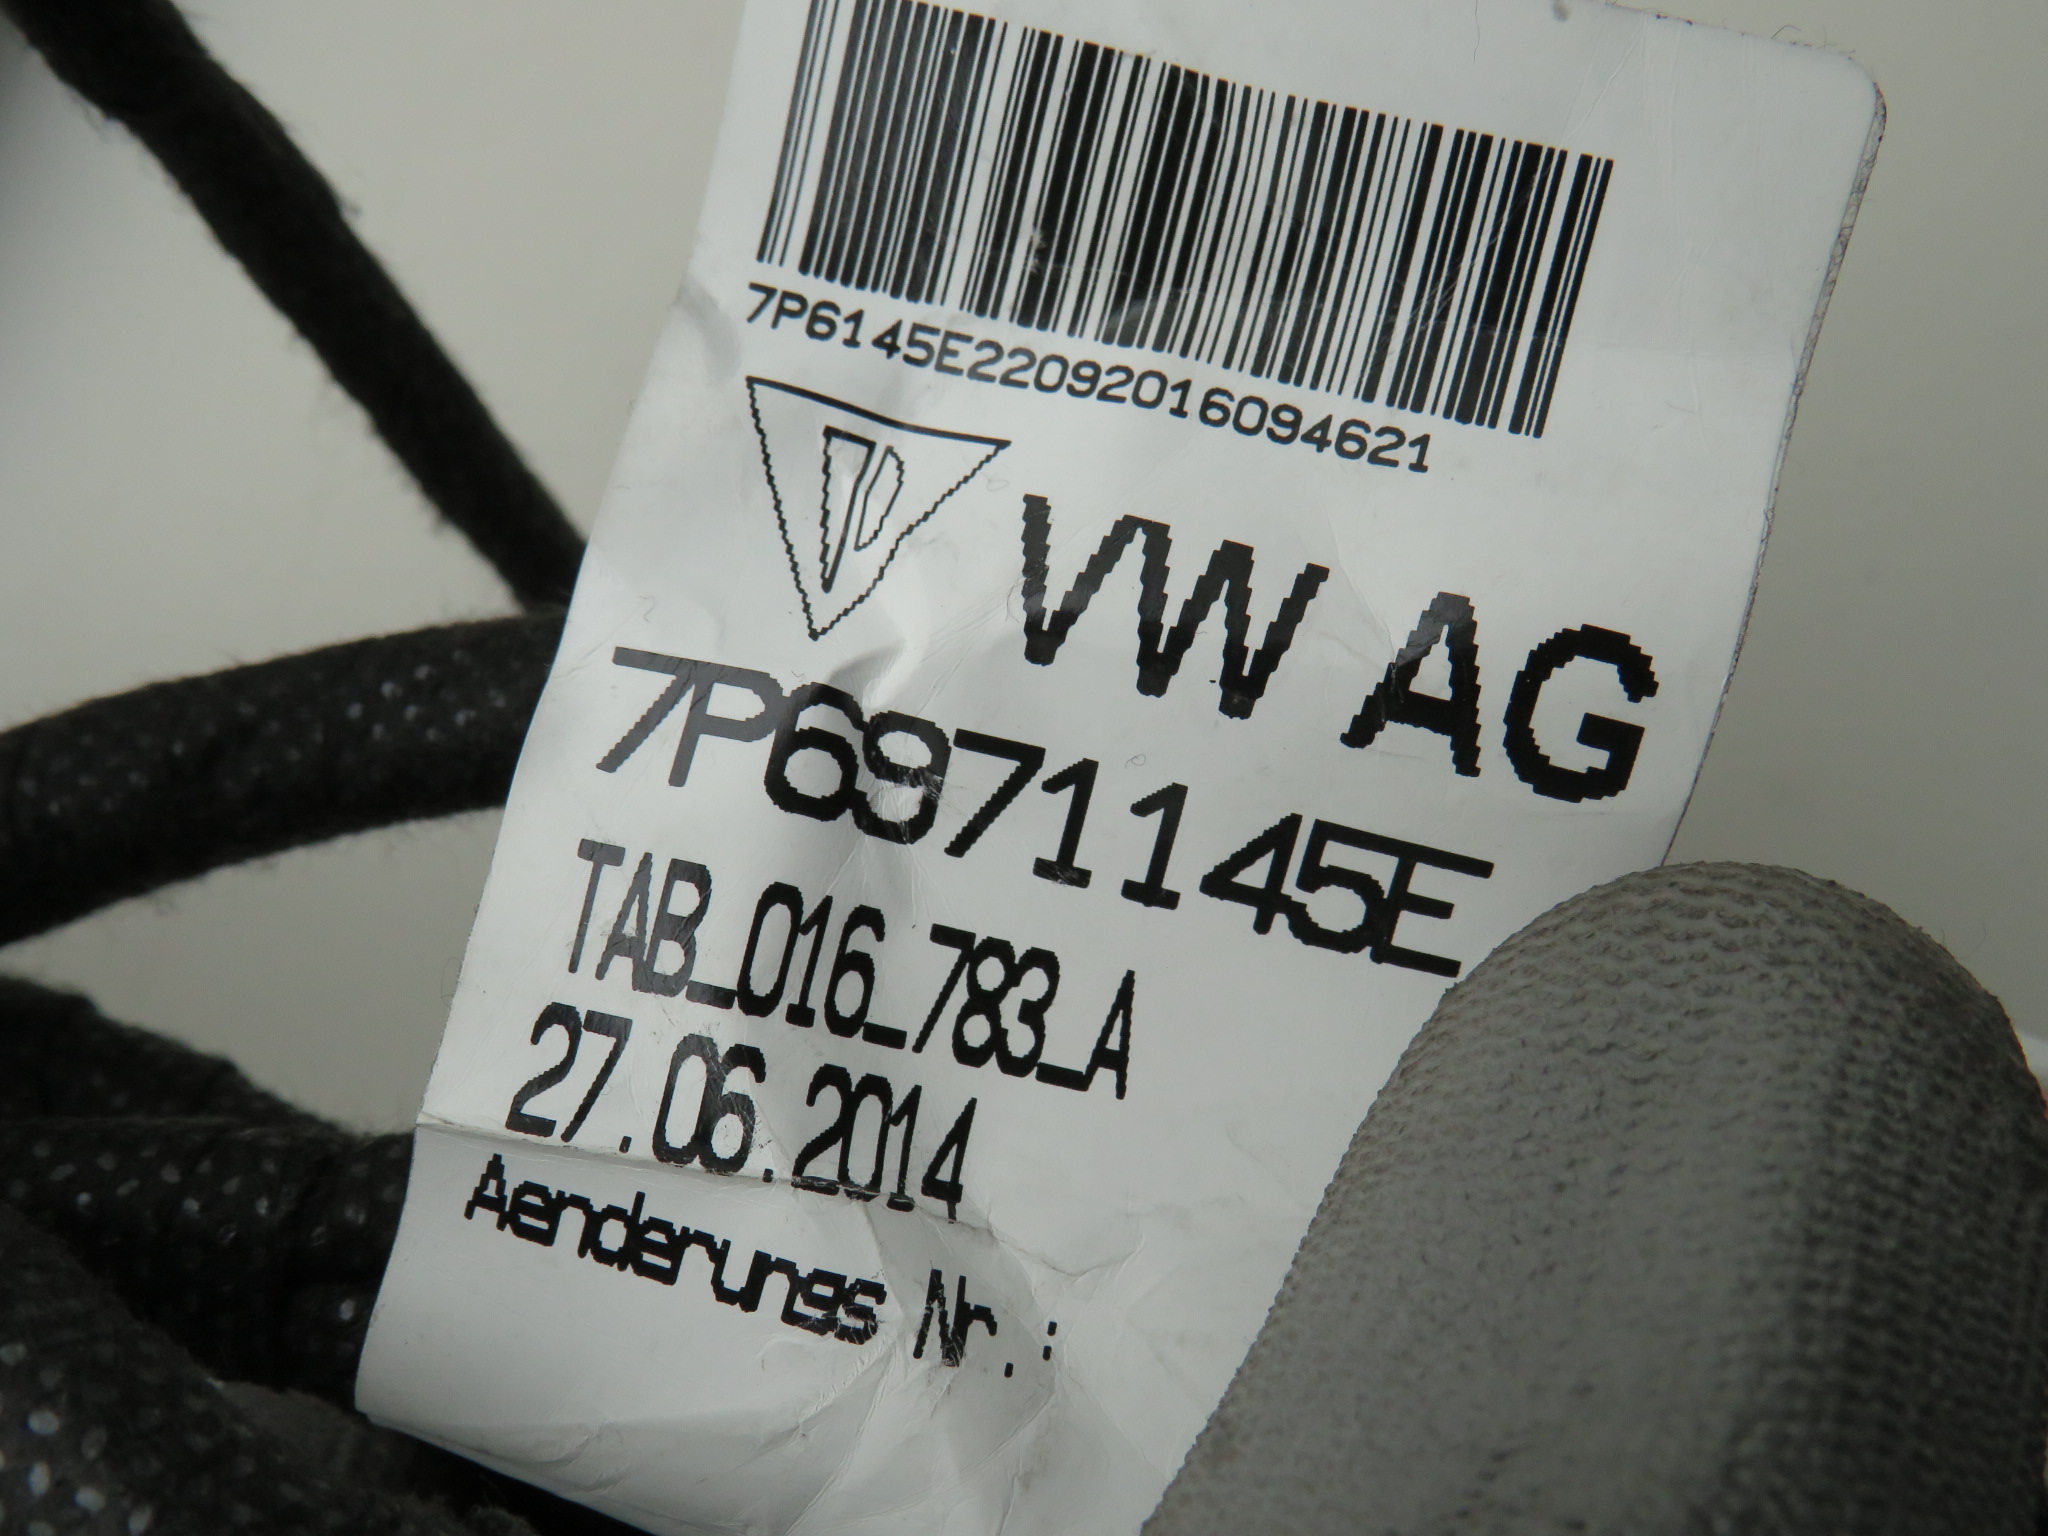 7P6145E22092016094621
VW AG
7P6971145E
TAB_016_783_A
27.06.2014
Aenderungs Nr.: